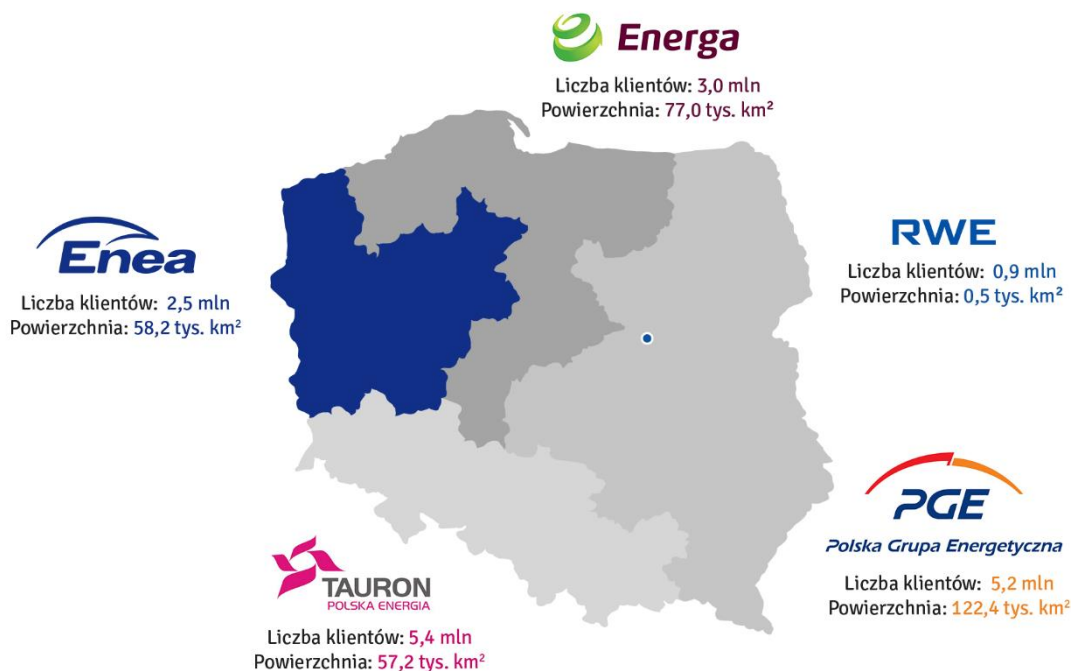 Energa
Liczba klientów: 3,0 mln
Powierzchnia: 77,0 tys. km²
Enea
Liczba klientów: 2,5 mln
Powierzchnia: 58,2 tys. km²
RWE
Liczba klientów: 0,9 mln
Powierzchnia: 0,5 tys. km²
PGE
Polska Grupa Energetyczna
Liczba klientów: 5,2 mln
Powierzchnia: 122,4 tys. km²
TAURON
POLSKA ENERGIA
Liczba klientów: 5,4 mln
Powierzchnia: 57,2 tys. km²